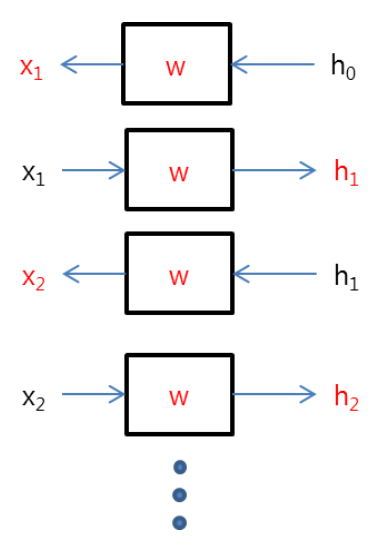 x₁ w h₀
x₁ w h₁
x₂ w h₁
x₂ w h₂